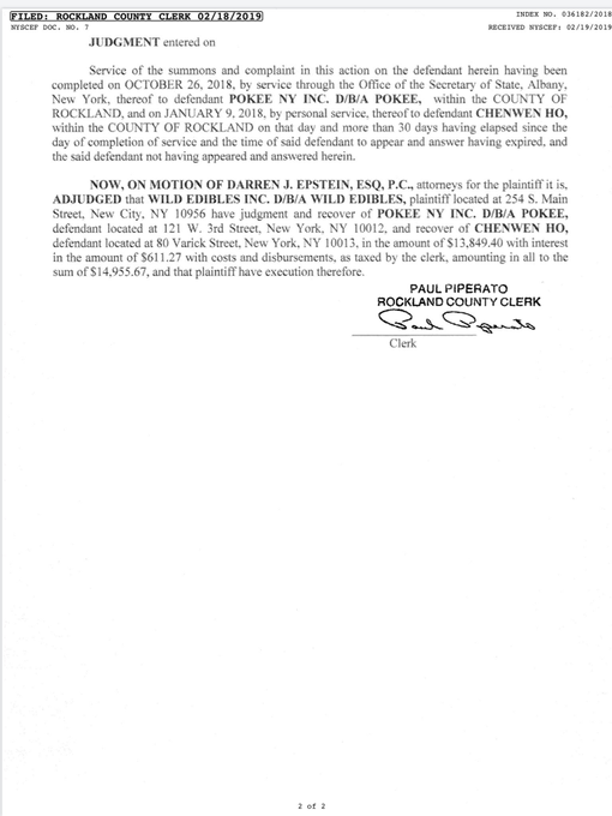 FILED: ROCKLAND COUNTY CLERK 02/18/2019
INDEX NO. 036182/2018
NYSCEF DOC. NO. 7
RECEIVED NYSCEF: 02/19/2019
JUDGMENT entered on
Service of the summons and complaint in this action on the defendant herein having been
completed on OCTOBER 26, 2018, by service through the Office of the Secretary of State, Albany,
New York, thereof to defendant POKEE NY INC. D/B/A POKEE, within the COUNTY OF
ROCKLAND, and on JANUARY 9, 2018, by personal service, thereof to defendant CHENWEN HO,
within the COUNTY OF ROCKLAND on that day and more than 30 days having elapsed since the
day of completion of service and the time of said defendant to appear and answer having expired, and
the said defendant not having appeared and answered herein.
NOW, ON MOTION OF DARREN J. EPSTEIN, ESQ, P.C., attorneys for the plaintiff it is,
ADJUDGED that WILD EDIBLES INC. D/B/A WILD EDIBLES, plaintiff located at 254 S. Main
Street, New City, NY 10956 have judgment and recover of POKEE NY INC. D/B/A POKEE,
defendant located at 121 W. 3rd Street, New York, NY 10012, and recover of CHENWEN HO,
defendant located at 80 Varick Street, New York, NY 10013, in the amount of $13,849.40 with interest
in the amount of $611.27 with costs and disbursements, as taxed by the clerk, amounting in all to the
sum of $14,955.67, and that plaintiff have execution therefore.
PAUL PIPERATO
ROCKLAND COUNTY CLERK
Paul Piperato
Clerk
2 of 2